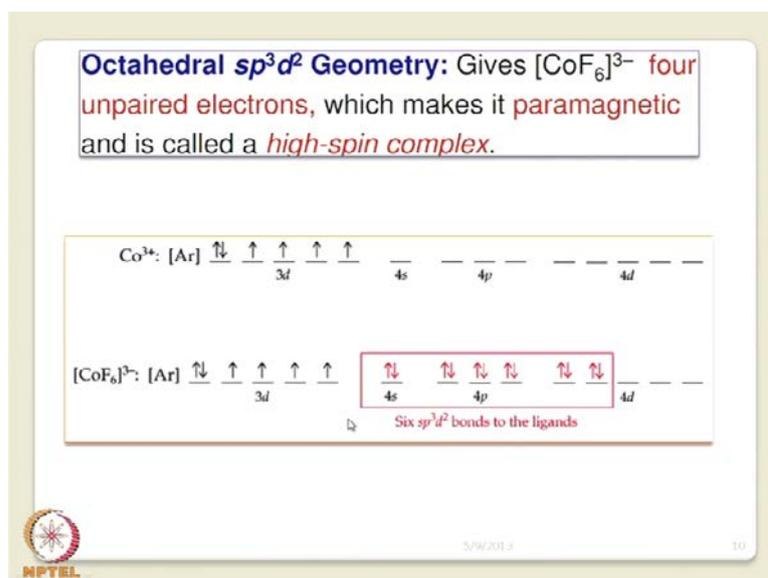 Octahedral sp³d² Geometry: Gives [CoF₆]³⁻ four
unpaired electrons, which makes it paramagnetic
and is called a high-spin complex.
Co³⁺: [Ar] ⇅ ↑ ↑ ↑ ↑
3d 4s 4p 4d
[CoF₆]³⁻: [Ar] ⇅ ↑ ↑ ↑ ↑ ⇅ ⇅ ⇅ ⇅ ⇅ ⇅
3d 4s 4p 4d
Six sp³d² bonds to the ligands
5/9/2013 10
NPTEL